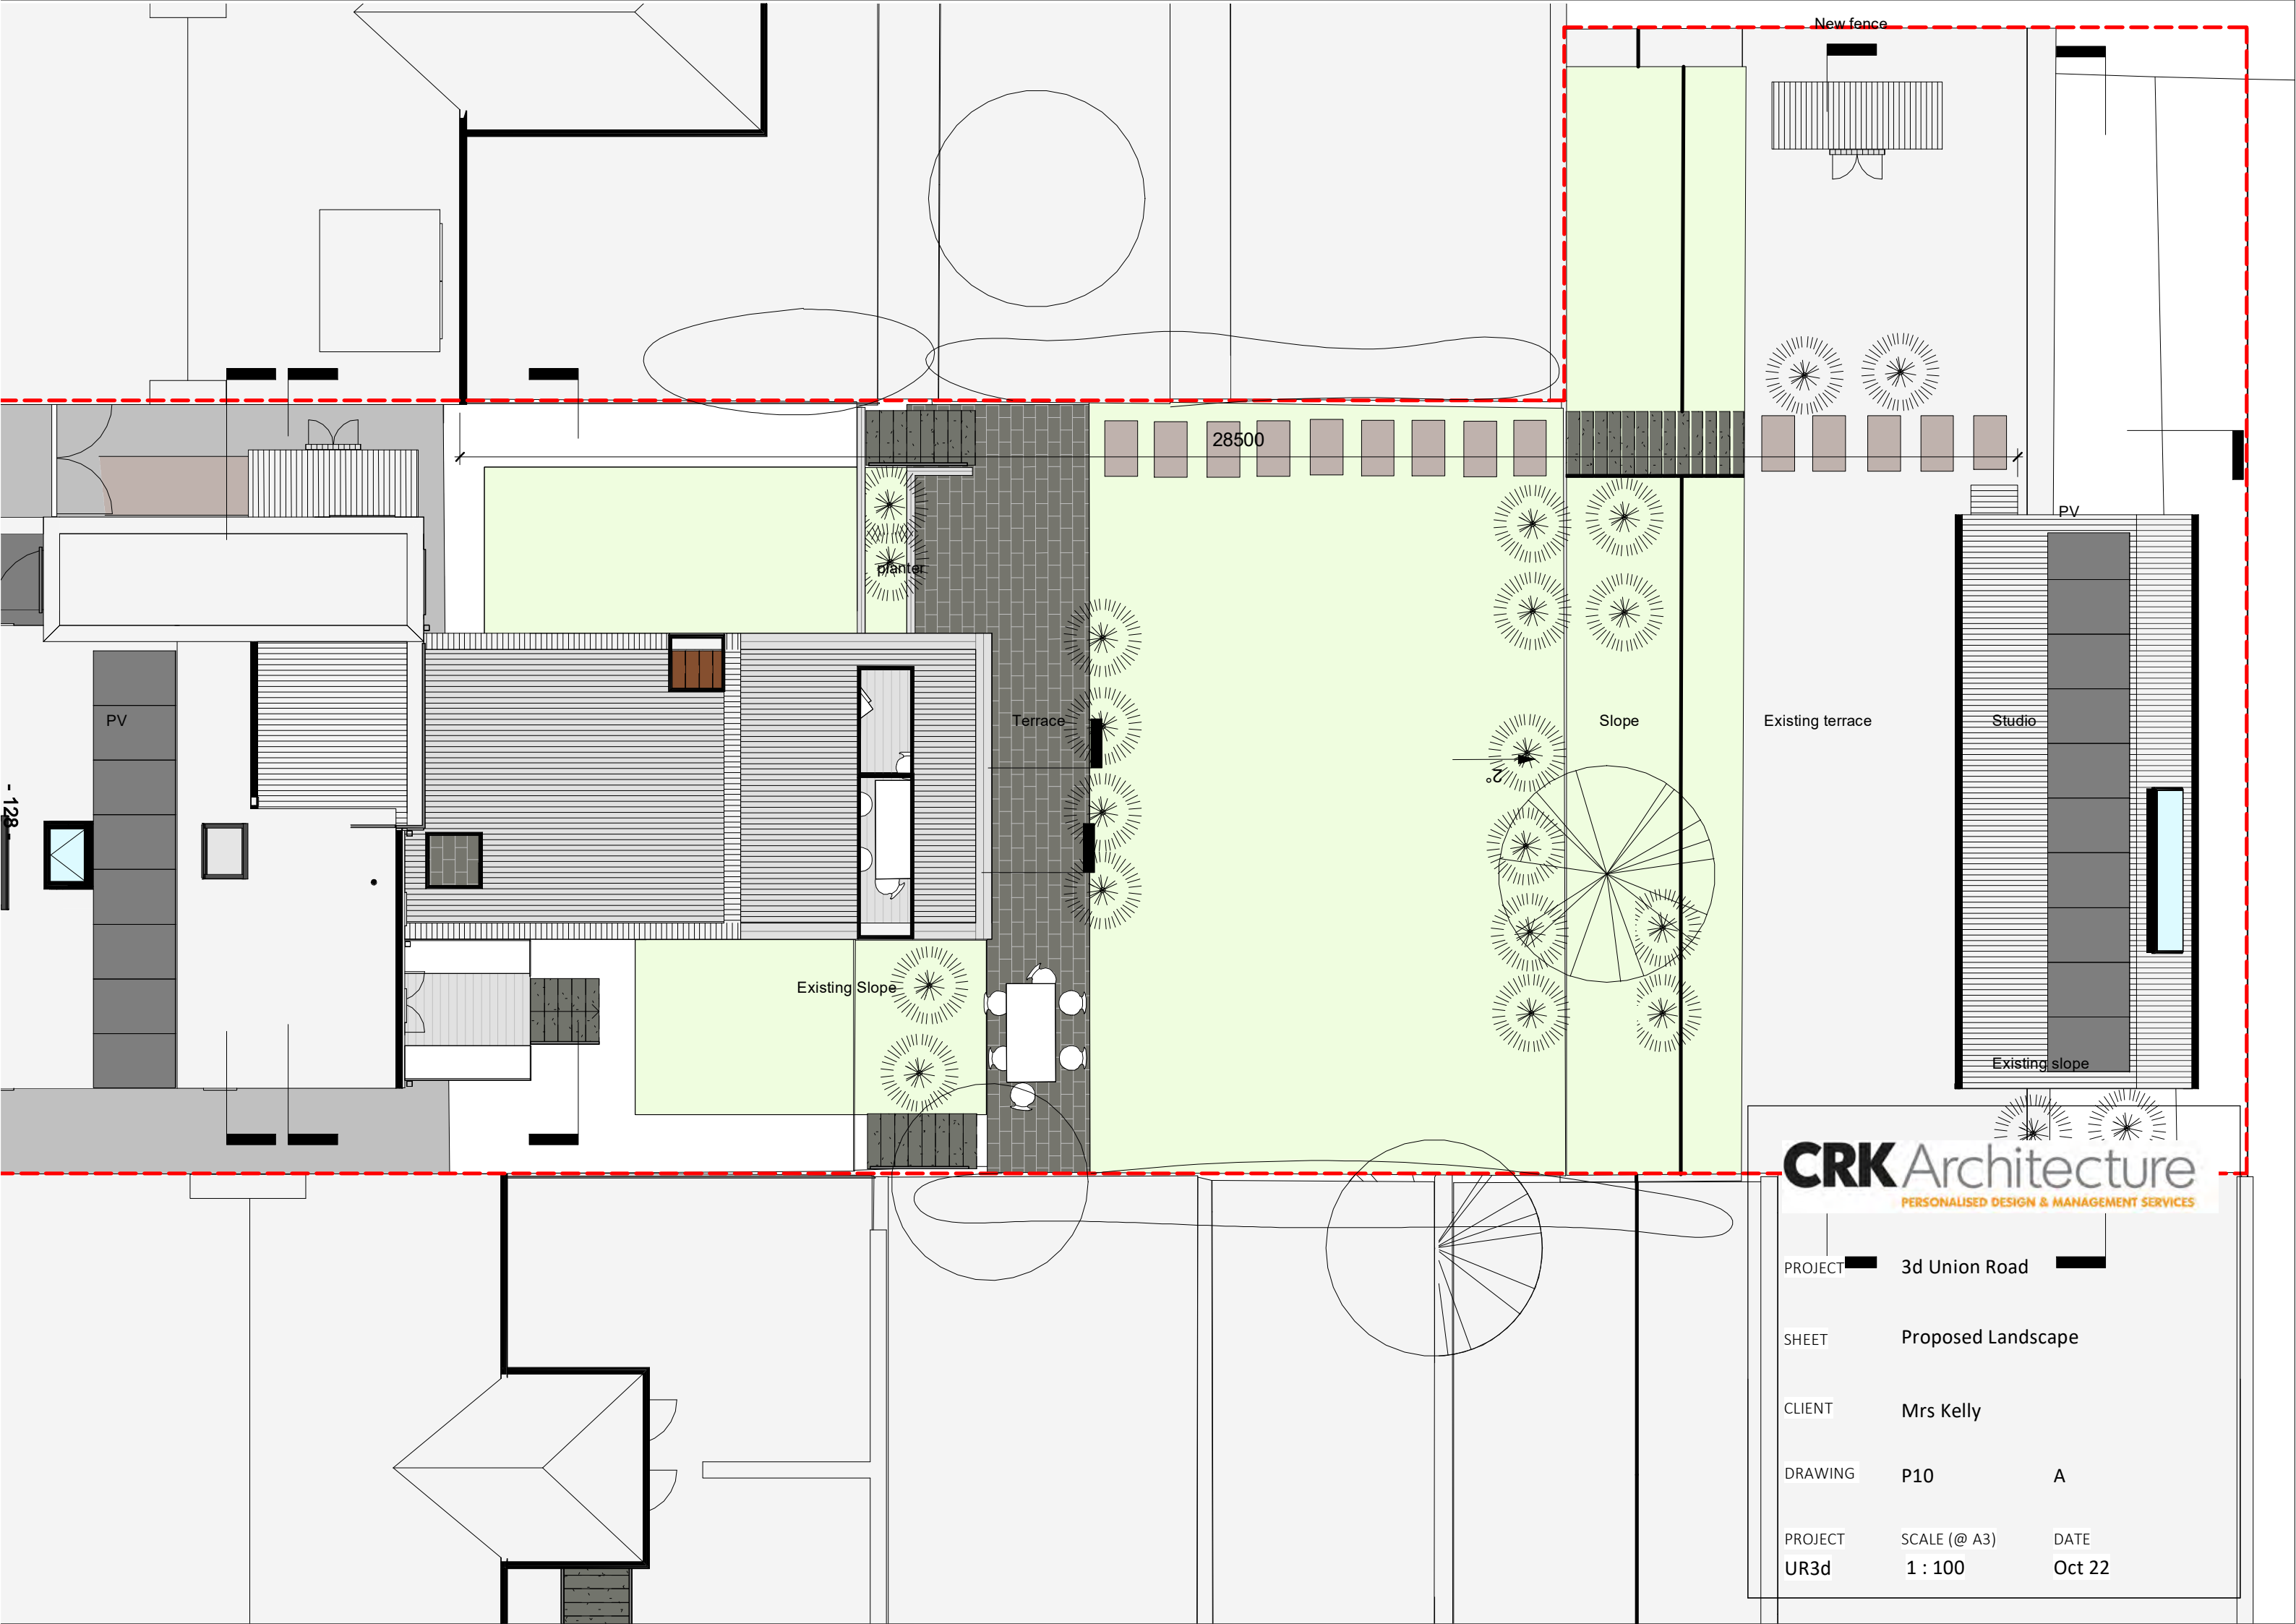 New fence
28500
PV
planter
PV
Terrace
Slope
Existing terrace
Studio
2°
- 128 -
Existing Slope
Existing slope
CRK Architecture
PERSONALISED DESIGN & MANAGEMENT SERVICES
PROJECT 3d Union Road
SHEET Proposed Landscape
CLIENT Mrs Kelly
DRAWING P10 A
PROJECT SCALE (@ A3) DATE
UR3d 1 : 100 Oct 22